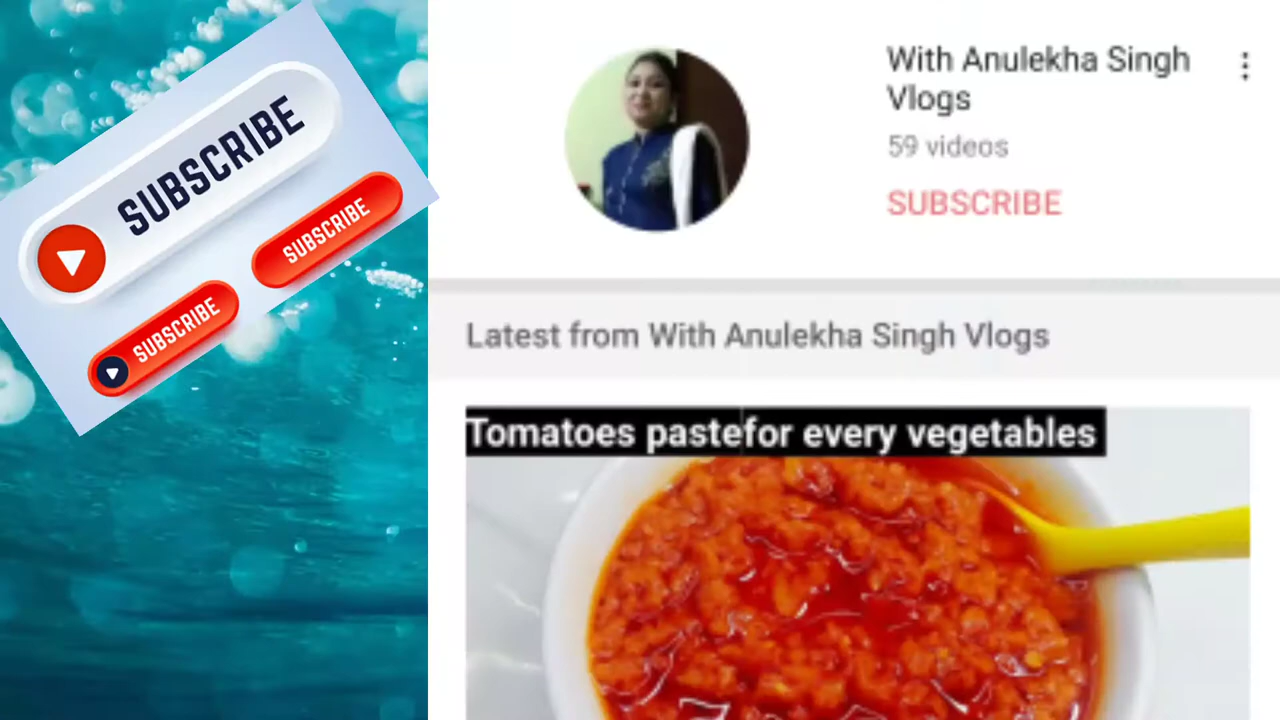 SUBSCRIBE
SUBSCRIBE
SUBSCRIBE
With Anulekha Singh
Vlogs
59 videos
SUBSCRIBE
Latest from With Anulekha Singh Vlogs
Tomatoes pastefor every vegetables